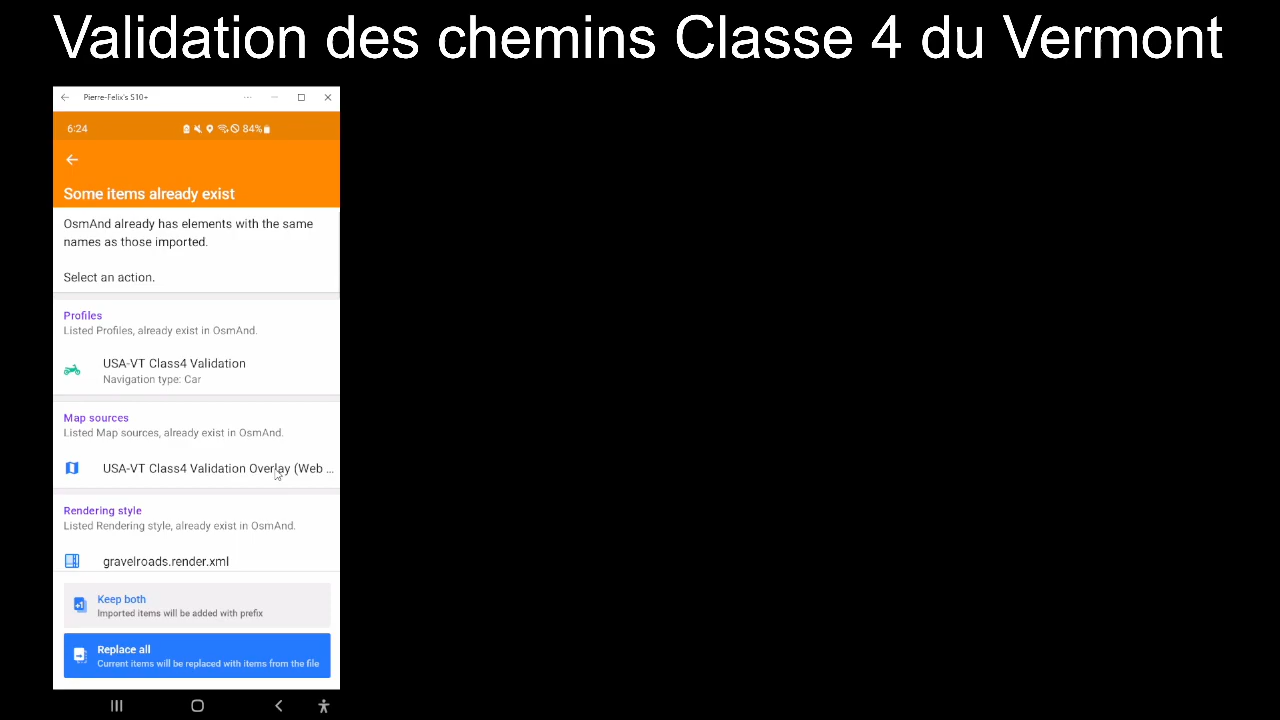 Validation des chemins Classe 4 du Vermont
Pierre-Felix's S10+
6:24
84%
Some items already exist
OsmAnd already has elements with the same
names as those imported.
Select an action.
Profiles
Listed Profiles, already exist in OsmAnd.
USA-VT Class4 Validation
Navigation type: Car
Map sources
Listed Map sources, already exist in OsmAnd.
USA-VT Class4 Validation Overlay (Web ...
Rendering style
Listed Rendering style, already exist in OsmAnd.
gravelroads.render.xml
Keep both
Imported items will be added with prefix
Replace all
Current items will be replaced with items from the file